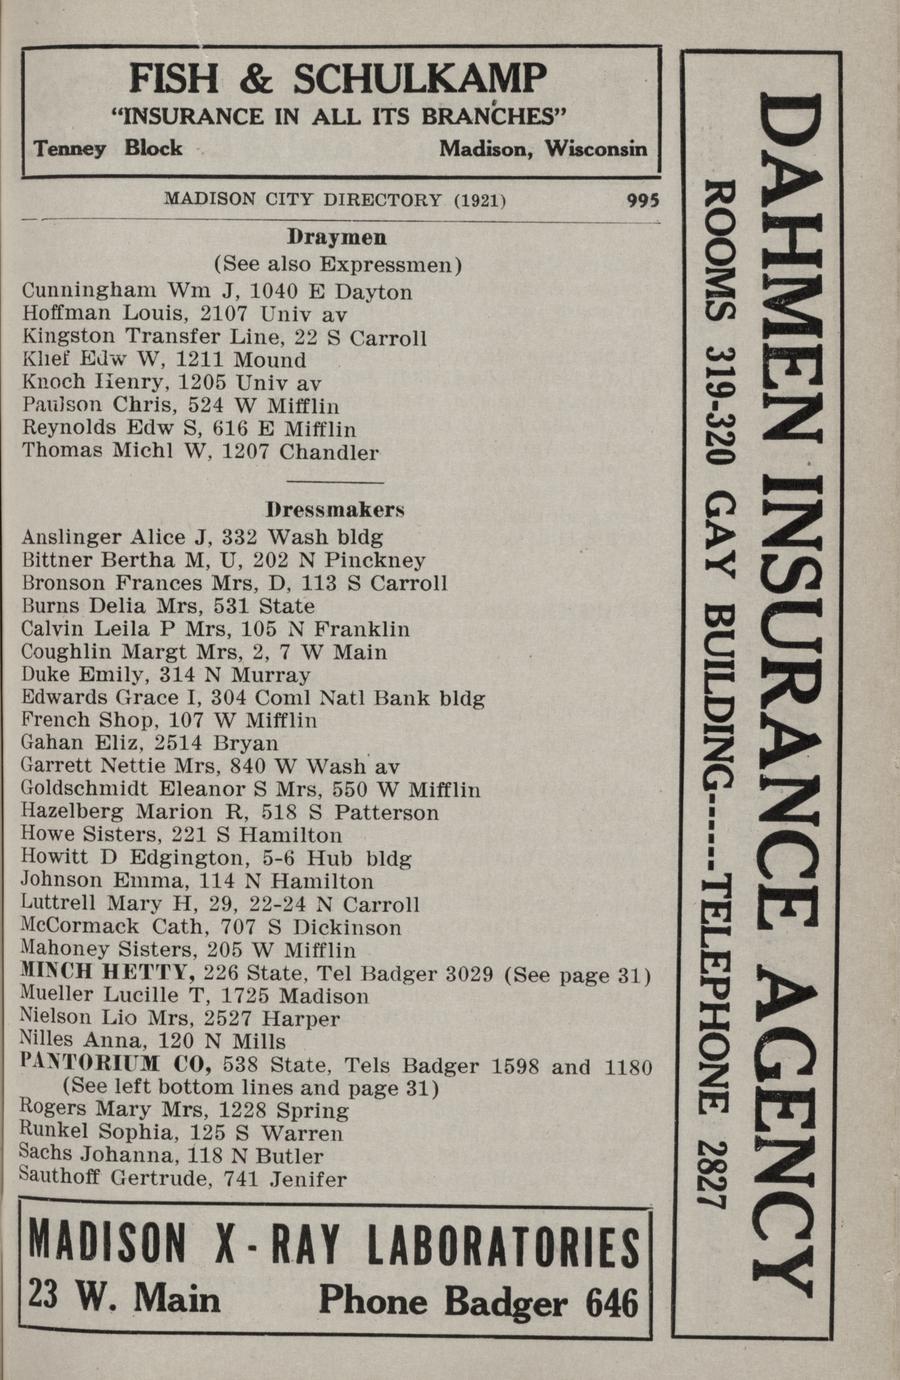 FISH & SCHULKAMP
“INSURANCE IN ALL ITS BRANCHES”
Tenney Block Madison, Wisconsin
MADISON CITY DIRECTORY (1921) 995
Draymen
(See also Expressmen)
Cunningham Wm J, 1040 E Dayton
Hoffman Louis, 2107 Univ av
Kingston Transfer Line, 22 S Carroll
Klief Edw W, 1211 Mound
Knoch Henry, 1205 Univ av
Paulson Chris, 524 W Mifflin
Reynolds Edw S, 616 E Mifflin
Thomas Michl W, 1207 Chandler
Dressmakers
Anslinger Alice J, 332 Wash bldg
Bittner Bertha M, U, 202 N Pinckney
Bronson Frances Mrs, D, 113 S Carroll
Burns Delia Mrs, 531 State
Calvin Leila P Mrs, 105 N Franklin
Coughlin Margt Mrs, 2, 7 W Main
Duke Emily, 314 N Murray
Edwards Grace I, 304 Coml Natl Bank bldg
French Shop, 107 W Mifflin
Gahan Eliz, 2514 Bryan
Garrett Nettie Mrs, 840 W Wash av
Goldschmidt Eleanor S Mrs, 550 W Mifflin
Hazelberg Marion R, 518 S Patterson
Howe Sisters, 221 S Hamilton
Howitt D Edgington, 5-6 Hub bldg
Johnson Emma, 114 N Hamilton
Luttrell Mary H, 29, 22-24 N Carroll
McCormack Cath, 707 S Dickinson
Mahoney Sisters, 205 W Mifflin
MINCH HETTY, 226 State, Tel Badger 3029 (See page 31)
Mueller Lucille T, 1725 Madison
Nielson Lio Mrs, 2527 Harper
Nilles Anna, 120 N Mills
PANTORIUM CO, 538 State, Tels Badger 1598 and 1180
(See left bottom lines and page 31)
Rogers Mary Mrs, 1228 Spring
Runkel Sophia, 125 S Warren
Sachs Johanna, 118 N Butler
Sauthoff Gertrude, 741 Jenifer
MADISON X-RAY LABORATORIES
23 W. Main Phone Badger 646
DAHMEN INSURANCE AGENCY
ROOMS 319-320 GAY BUILDING------TELEPHONE 2827